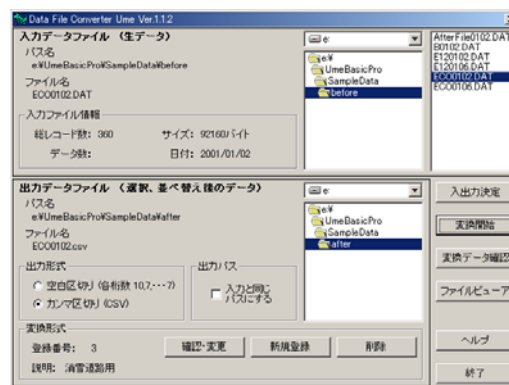 Data File Converter Ume Ver.1.1.2
入力データファイル （生データ）
パス名
e:¥UmeBasicPro¥SampleData¥before
ファイル名
ECO0102.DAT
入力ファイル情報
総レコード数: 360 サイズ: 92160バイト
データ数: 日付: 2001/01/02
e:
e:¥
UmeBasicPro
SampleData
before
AfterFile0102.DAT
B0102.DAT
E120102.DAT
E120106.DAT
ECO0102.DAT
ECO0106.DAT
出力データファイル （選択、並べ替え後のデータ）
パス名
e:¥UmeBasicPro¥SampleData¥after
ファイル名
ECO0102.csv
出力形式
空白区切り (各桁数 10,7,･･･7)
カンマ区切り (CSV)
出力パス
入力と同じ
パスにする
e:
e:¥
UmeBasicPro
SampleData
after
変換形式
登録番号: 3
確認・変更 新規登録 削除
説明: 消雪道路用
入出力決定
変換開始
変換データ確認
ファイルビューア
ヘルプ
終了